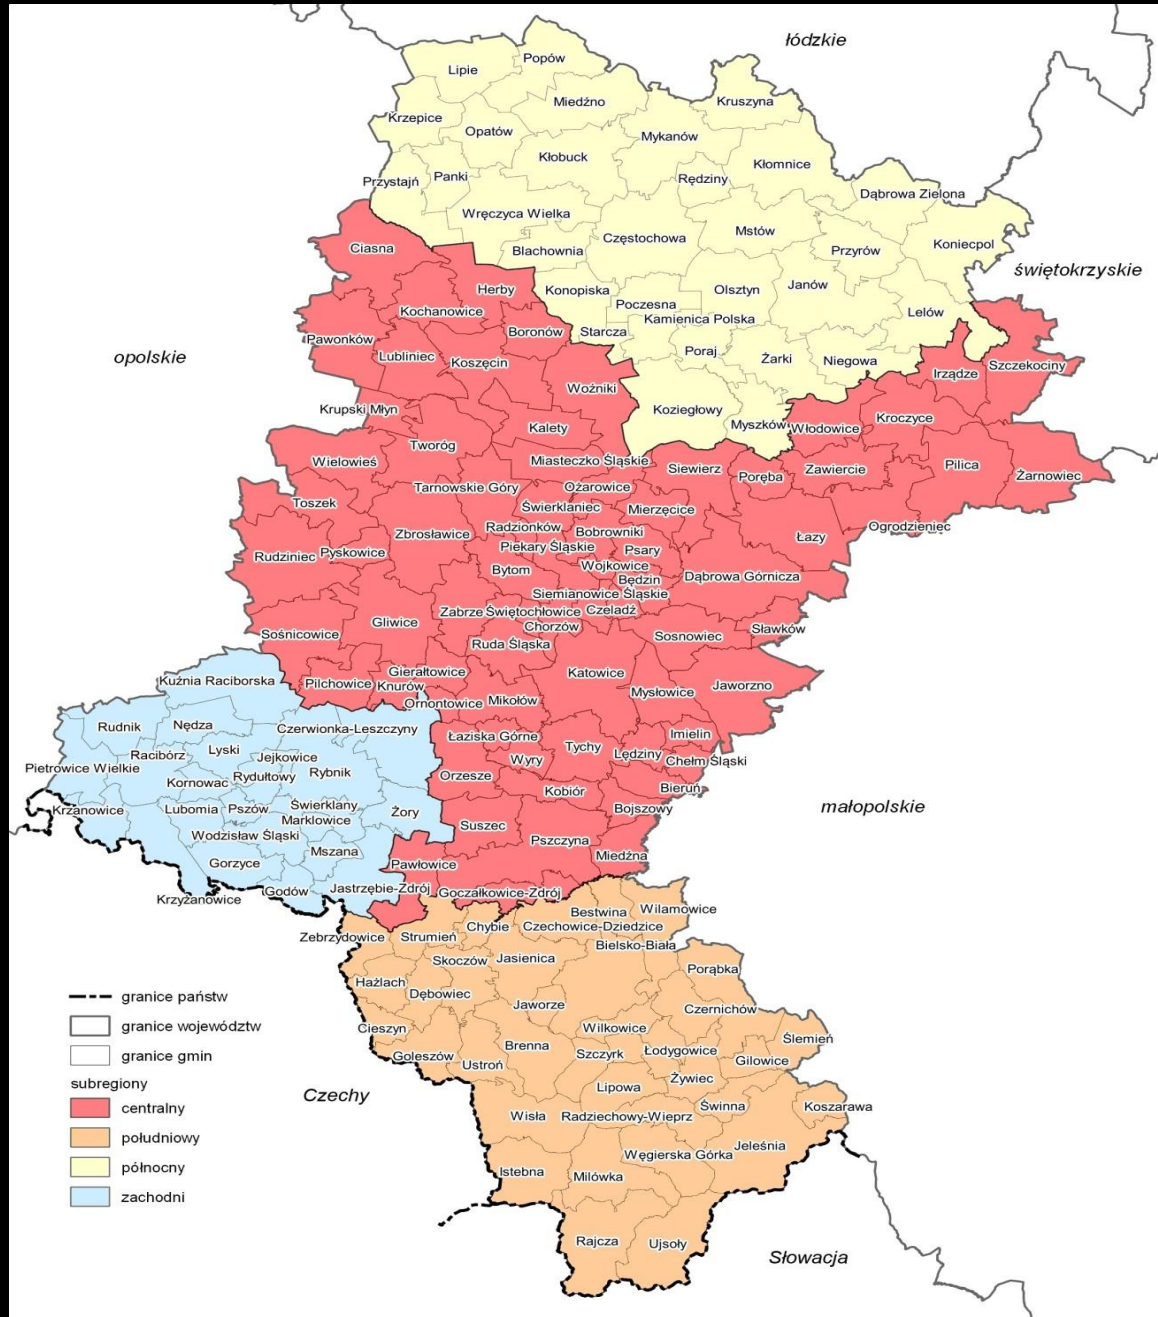 łódzkie
Popów
Lipie
Miedźno
Kruszyna
Krzepice
Opatów
Mykanów
Kłobuck
Kłomnice
Przystajń
Panki
Rędziny
Dąbrowa Zielona
Wręczyca Wielka
Mstów
Częstochowa
Koniecpol
Ciasna
Blachownia
Przyrów
świętokrzyskie
Herby
Konopiska
Olsztyn
Janów
Kochanowice
Poczesna
Lelów
Kamienica Polska
Boronów
Starcza
Pawonków
opolskie
Lubliniec
Koszęcin
Poraj
Żarki
Niegowa
Szczekociny
Irządze
Woźniki
Krupski Młyn
Koziegłowy
Kroczyce
Myszków
Włodowice
Kalety
Tworóg
Wielowieś
Miasteczko Śląskie
Siewierz
Poręba
Zawiercie
Pilica
Żarnowiec
Tarnowskie Góry
Ożarowice
Toszek
Świerklaniec
Mierzęcice
Ogrodzieniec
Radzionków
Bobrowniki
Zbrosławice
Łazy
Rudziniec
Pyskowice
Piekary Śląskie
Psary
Wojkowice
Bytom
Będzin
Dąbrowa Górnicza
Siemianowice Śląskie
Zabrze
Świętochłowice
Czeladź
Gliwice
Chorzów
Sławków
Sośnicowice
Sosnowiec
Ruda Śląska
Gierałtowice
Katowice
Kuźnia Raciborska
Pilchowice
Knurów
Jaworzno
Mysłowice
Ornontowice
Mikołów
Rudnik
Nędza
Czerwionka-Leszczyny
Łaziska Górne
Imielin
Lyski
Tychy
Racibórz
Jejkowice
Lędziny
Wyry
Chełm Śląski
Pietrowice Wielkie
Rydułtowy
Rybnik
Orzesze
Kornowac
Kobiór
Bieruń
Krzanowice
Lubomia
Pszów
Świerklany
Bojszowy
małopolskie
Żory
Marklowice
Suszec
Wodzisław Śląski
Pszczyna
Mszana
Miedźna
Gorzyce
Pawłowice
Godów
Jastrzębie-Zdrój
Goczałkowice-Zdrój
Krzyżanowice
Bestwina
Wilamowice
Chybie
Czechowice-Dziedzice
Zebrzydowice
Strumień
Bielsko-Biała
Skoczów
Jasienica
Porąbka
Hażlach
Dębowiec
granice państw
Jaworze
Czernichów
granice województw
Cieszyn
Wilkowice
Ślemień
Brenna
Szczyrk
Łodygowice
granice gmin
Goleszów
Ustroń
Gilowice
Żywiec
subregiony
Lipowa
Czechy
centralny
Wisła
Radziechowy-Wieprz
Świnna
Koszarawa
południowy
Jeleśnia
Węgierska Górka
północny
Istebna
Milówka
zachodni
Rajcza
Ujsoły
Słowacja